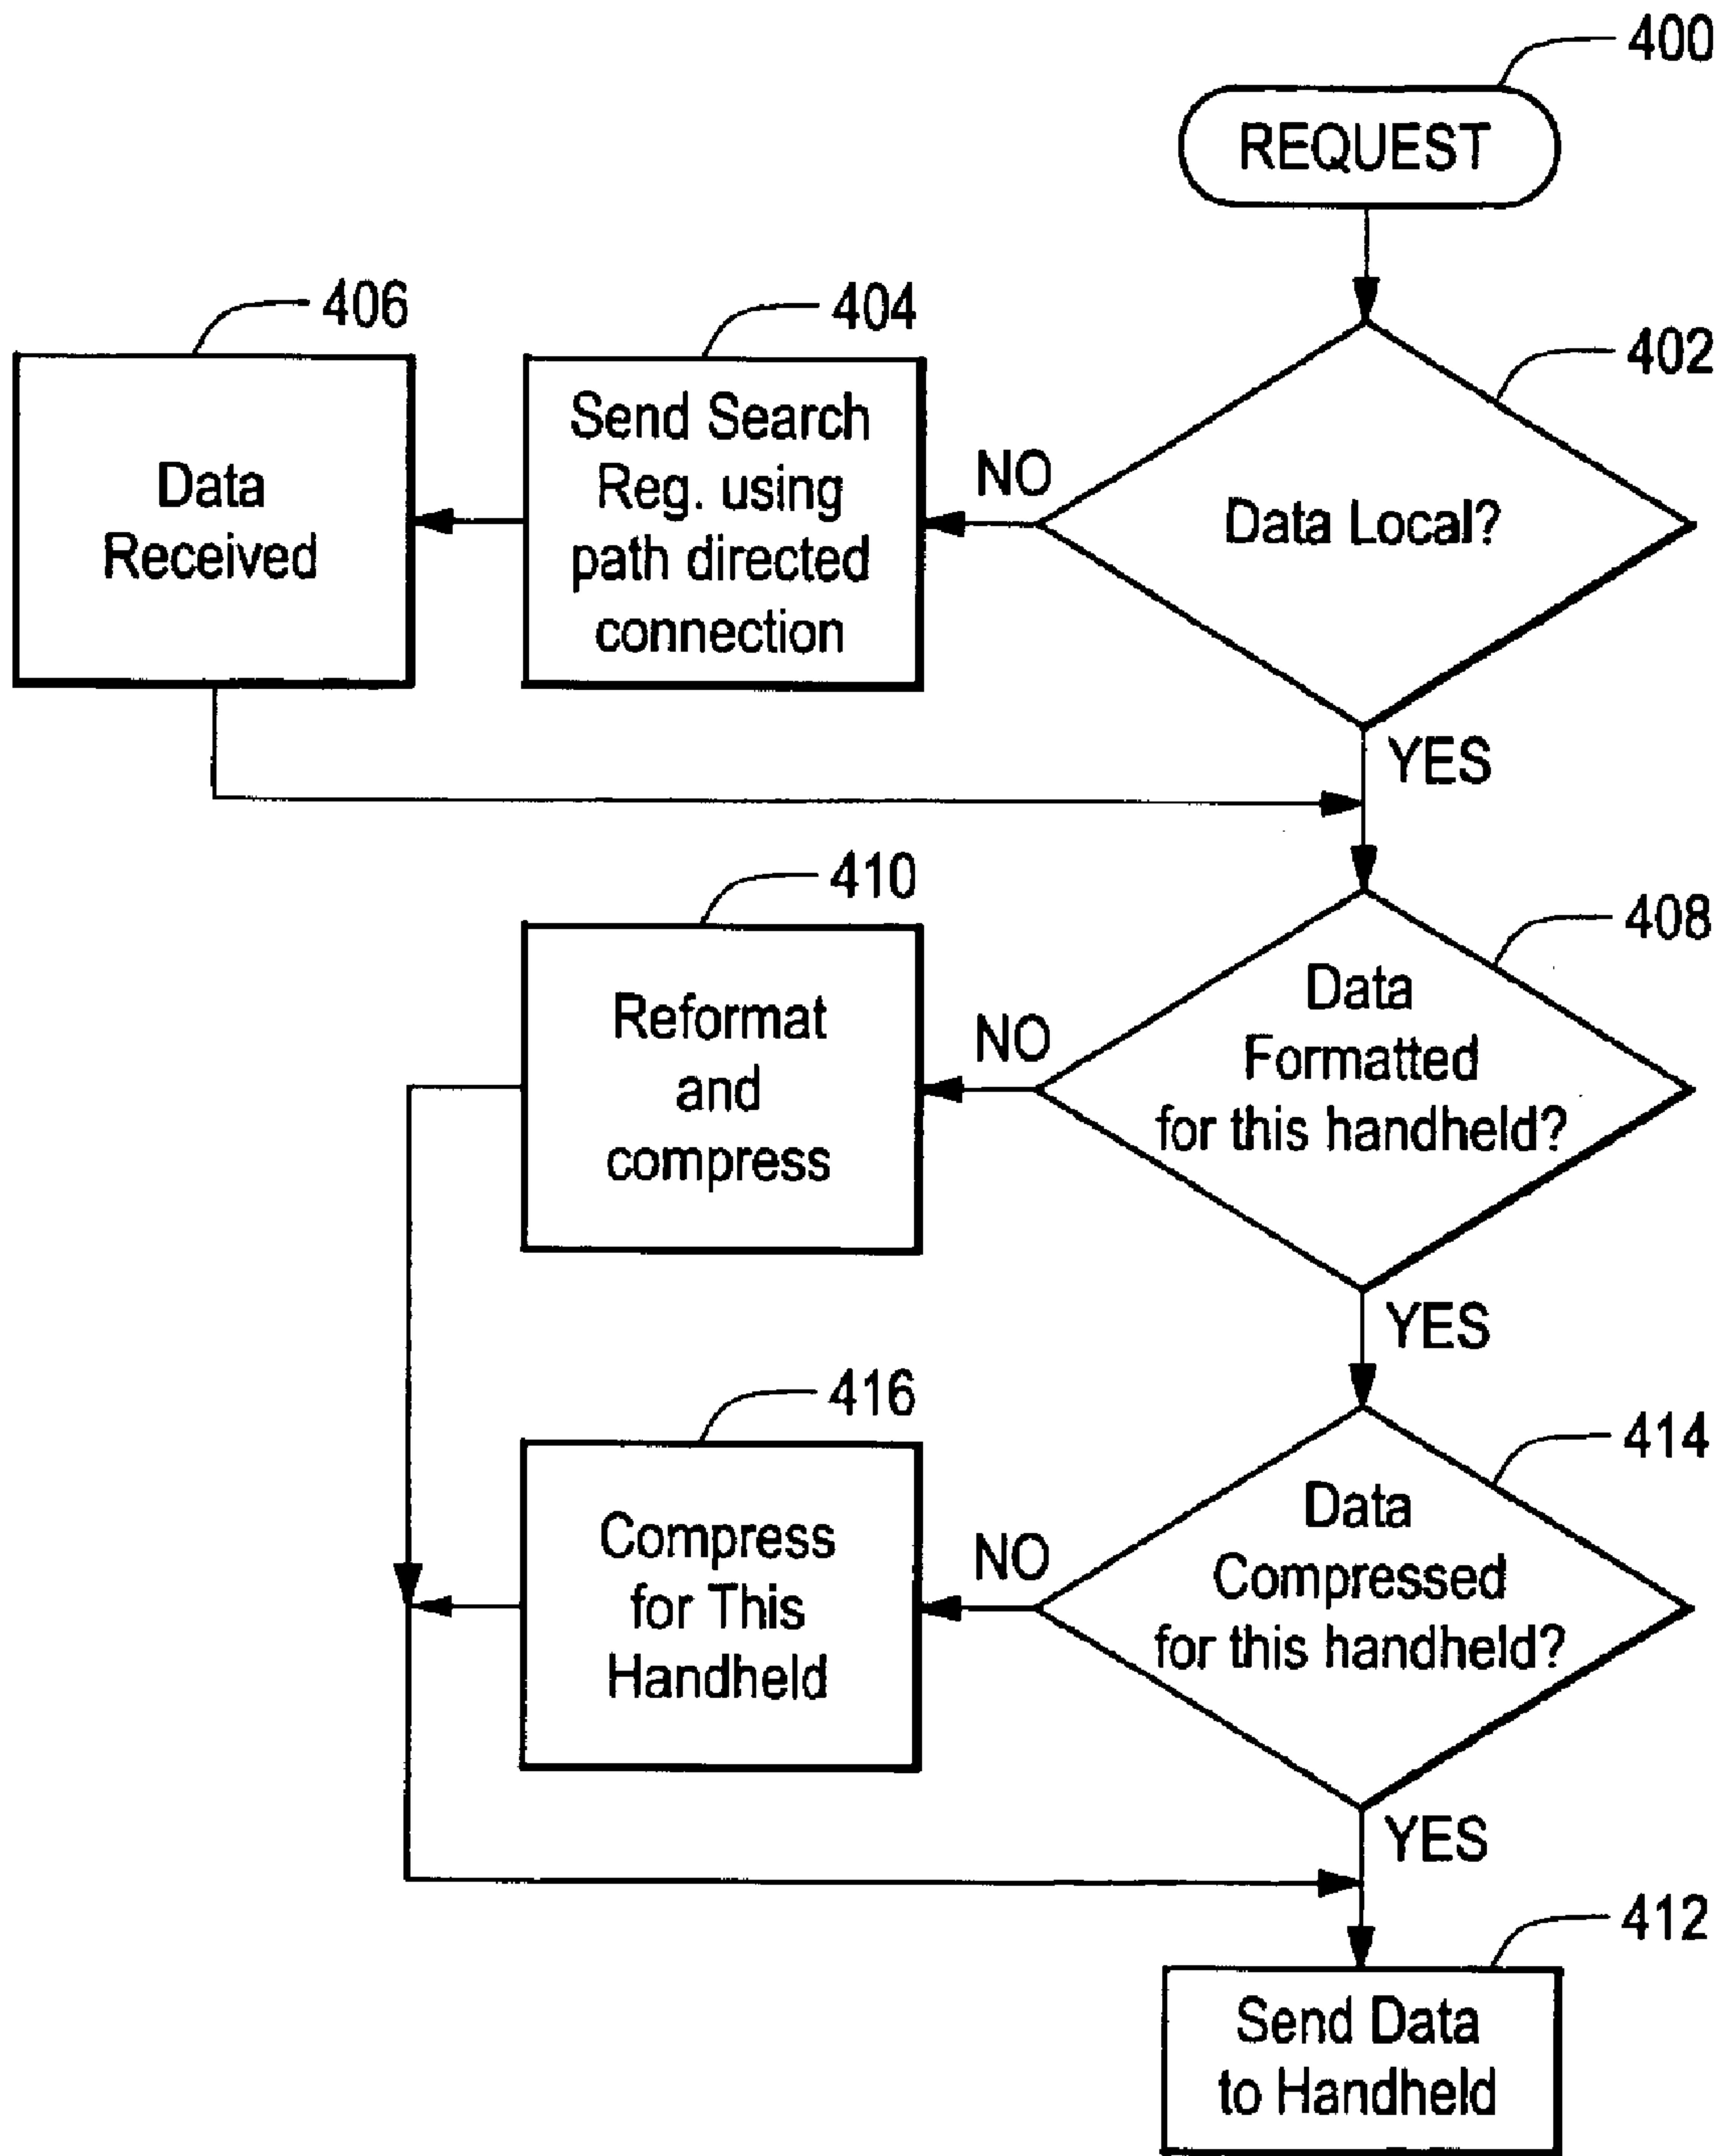 400
REQUEST
402
Data Local?
NO
404
Send Search
Reg. using
path directed
connection
406
Data
Received
YES
408
Data
Formatted
for this handheld?
NO
410
Reformat
and
compress
YES
414
Data
Compressed
for this handheld?
NO
416
Compress
for This
Handheld
YES
412
Send Data
to Handheld